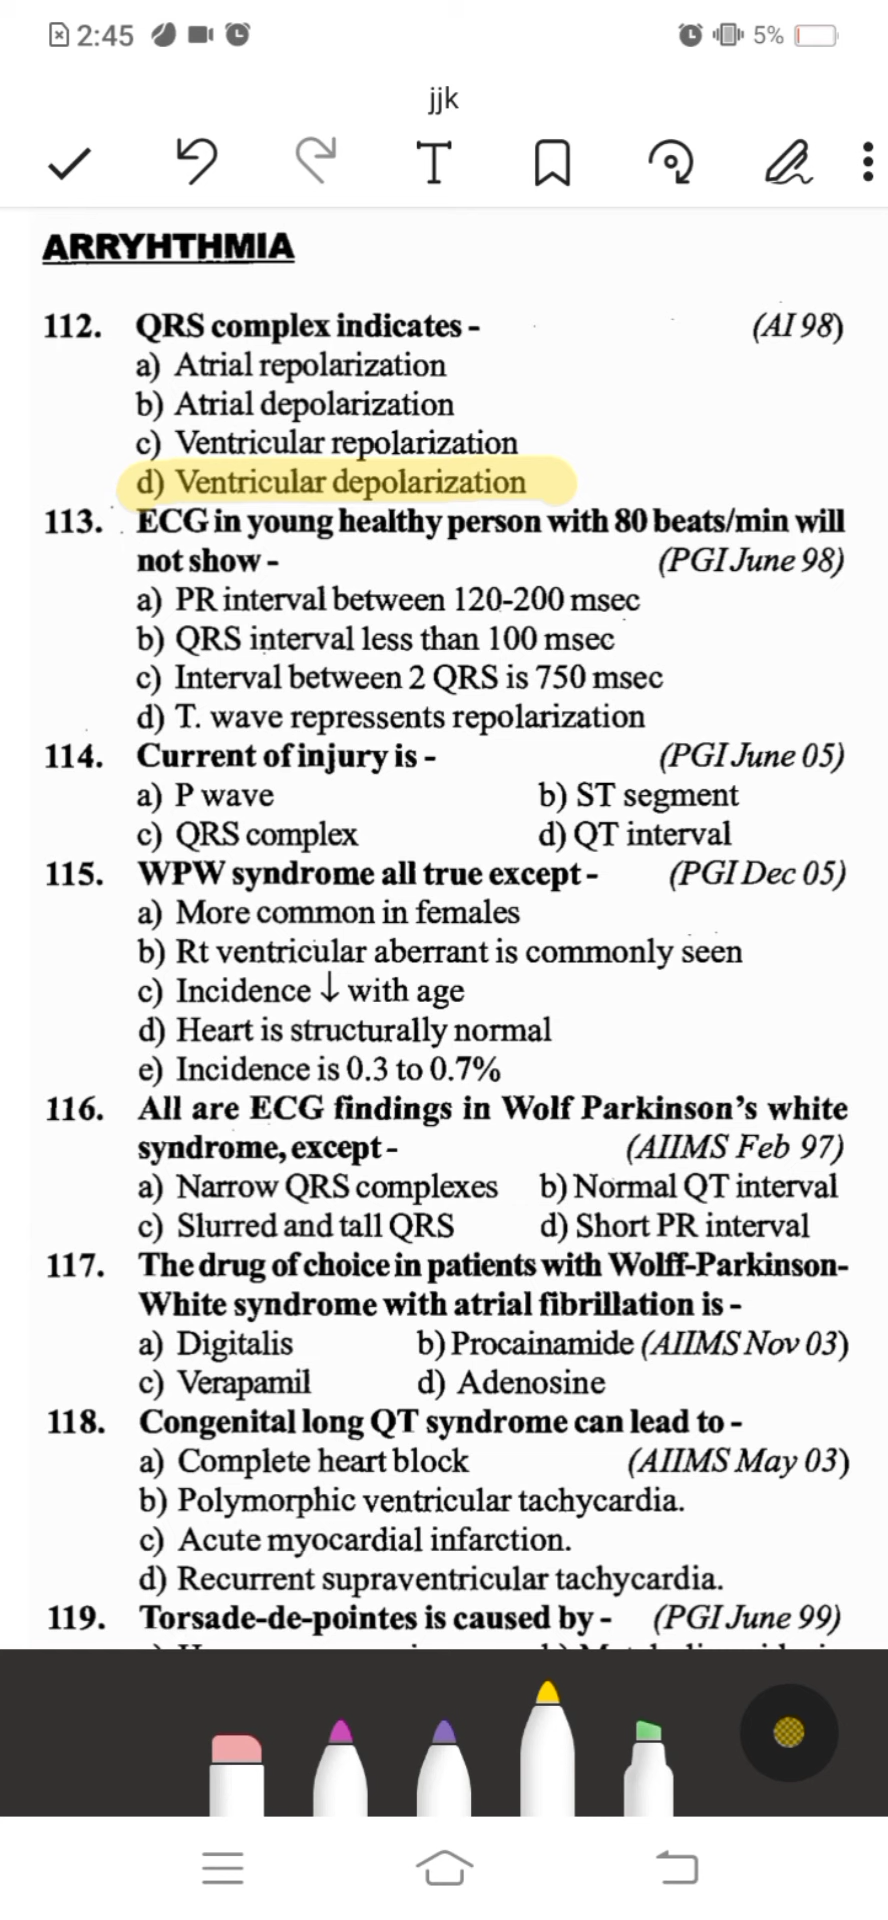 2:45
5%
jjk
T
ARRYHTHMIA
112. QRS complex indicates - (AI 98)
a) Atrial repolarization
b) Atrial depolarization
c) Ventricular repolarization
d) Ventricular depolarization
113. ECG in young healthy person with 80 beats/min will
not show - (PGI June 98)
a) PR interval between 120-200 msec
b) QRS interval less than 100 msec
c) Interval between 2 QRS is 750 msec
d) T. wave repressents repolarization
114. Current of injury is - (PGI June 05)
a) P wave b) ST segment
c) QRS complex d) QT interval
115. WPW syndrome all true except - (PGI Dec 05)
a) More common in females
b) Rt ventricular aberrant is commonly seen
c) Incidence ↓ with age
d) Heart is structurally normal
e) Incidence is 0.3 to 0.7%
116. All are ECG findings in Wolf Parkinson's white
syndrome, except - (AIIMS Feb 97)
a) Narrow QRS complexes b) Normal QT interval
c) Slurred and tall QRS d) Short PR interval
117. The drug of choice in patients with Wolff-Parkinson-
White syndrome with atrial fibrillation is -
a) Digitalis b) Procainamide (AIIMS Nov 03)
c) Verapamil d) Adenosine
118. Congenital long QT syndrome can lead to -
a) Complete heart block (AIIMS May 03)
b) Polymorphic ventricular tachycardia.
c) Acute myocardial infarction.
d) Recurrent supraventricular tachycardia.
119. Torsade-de-pointes is caused by - (PGI June 99)